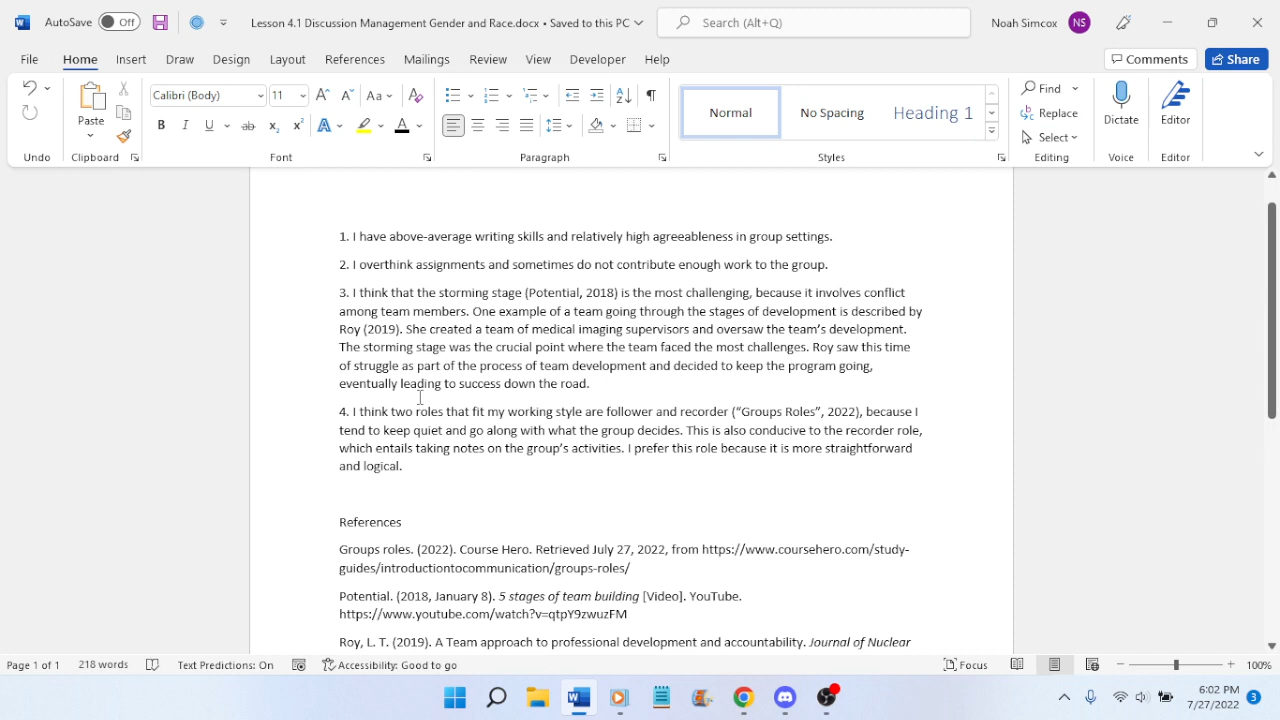 AutoSave Off Lesson 4.1 Discussion Management Gender and Race.docx • Saved to this PC Search (Alt+Q) Noah Simcox NS
File Home Insert Draw Design Layout References Mailings Review View Developer Help Comments Share
Paste
Calibri (Body) 11 Aa
B I U ab x₂ x² A A
Normal No Spacing Heading 1
Find
Replace
Select
Dictate
Editor
Undo Clipboard Font Paragraph Styles Editing Voice Editor
1. I have above-average writing skills and relatively high agreeableness in group settings.
2. I overthink assignments and sometimes do not contribute enough work to the group.
3. I think that the storming stage (Potential, 2018) is the most challenging, because it involves conflict
among team members. One example of a team going through the stages of development is described by
Roy (2019). She created a team of medical imaging supervisors and oversaw the team’s development.
The storming stage was the crucial point where the team faced the most challenges. Roy saw this time
of struggle as part of the process of team development and decided to keep the program going,
eventually leading to success down the road.
4. I think two roles that fit my working style are follower and recorder (“Groups Roles”, 2022), because I
tend to keep quiet and go along with what the group decides. This is also conducive to the recorder role,
which entails taking notes on the group’s activities. I prefer this role because it is more straightforward
and logical.
References
Groups roles. (2022). Course Hero. Retrieved July 27, 2022, from https://www.coursehero.com/study-
guides/introductiontocommunication/groups-roles/
Potential. (2018, January 8). 5 stages of team building [Video]. YouTube.
https://www.youtube.com/watch?v=qtpY9zwuzFM
Roy, L. T. (2019). A Team approach to professional development and accountability. Journal of Nuclear
Page 1 of 1 218 words Text Predictions: On Accessibility: Good to go Focus 100%
6:02 PM
7/27/2022 3